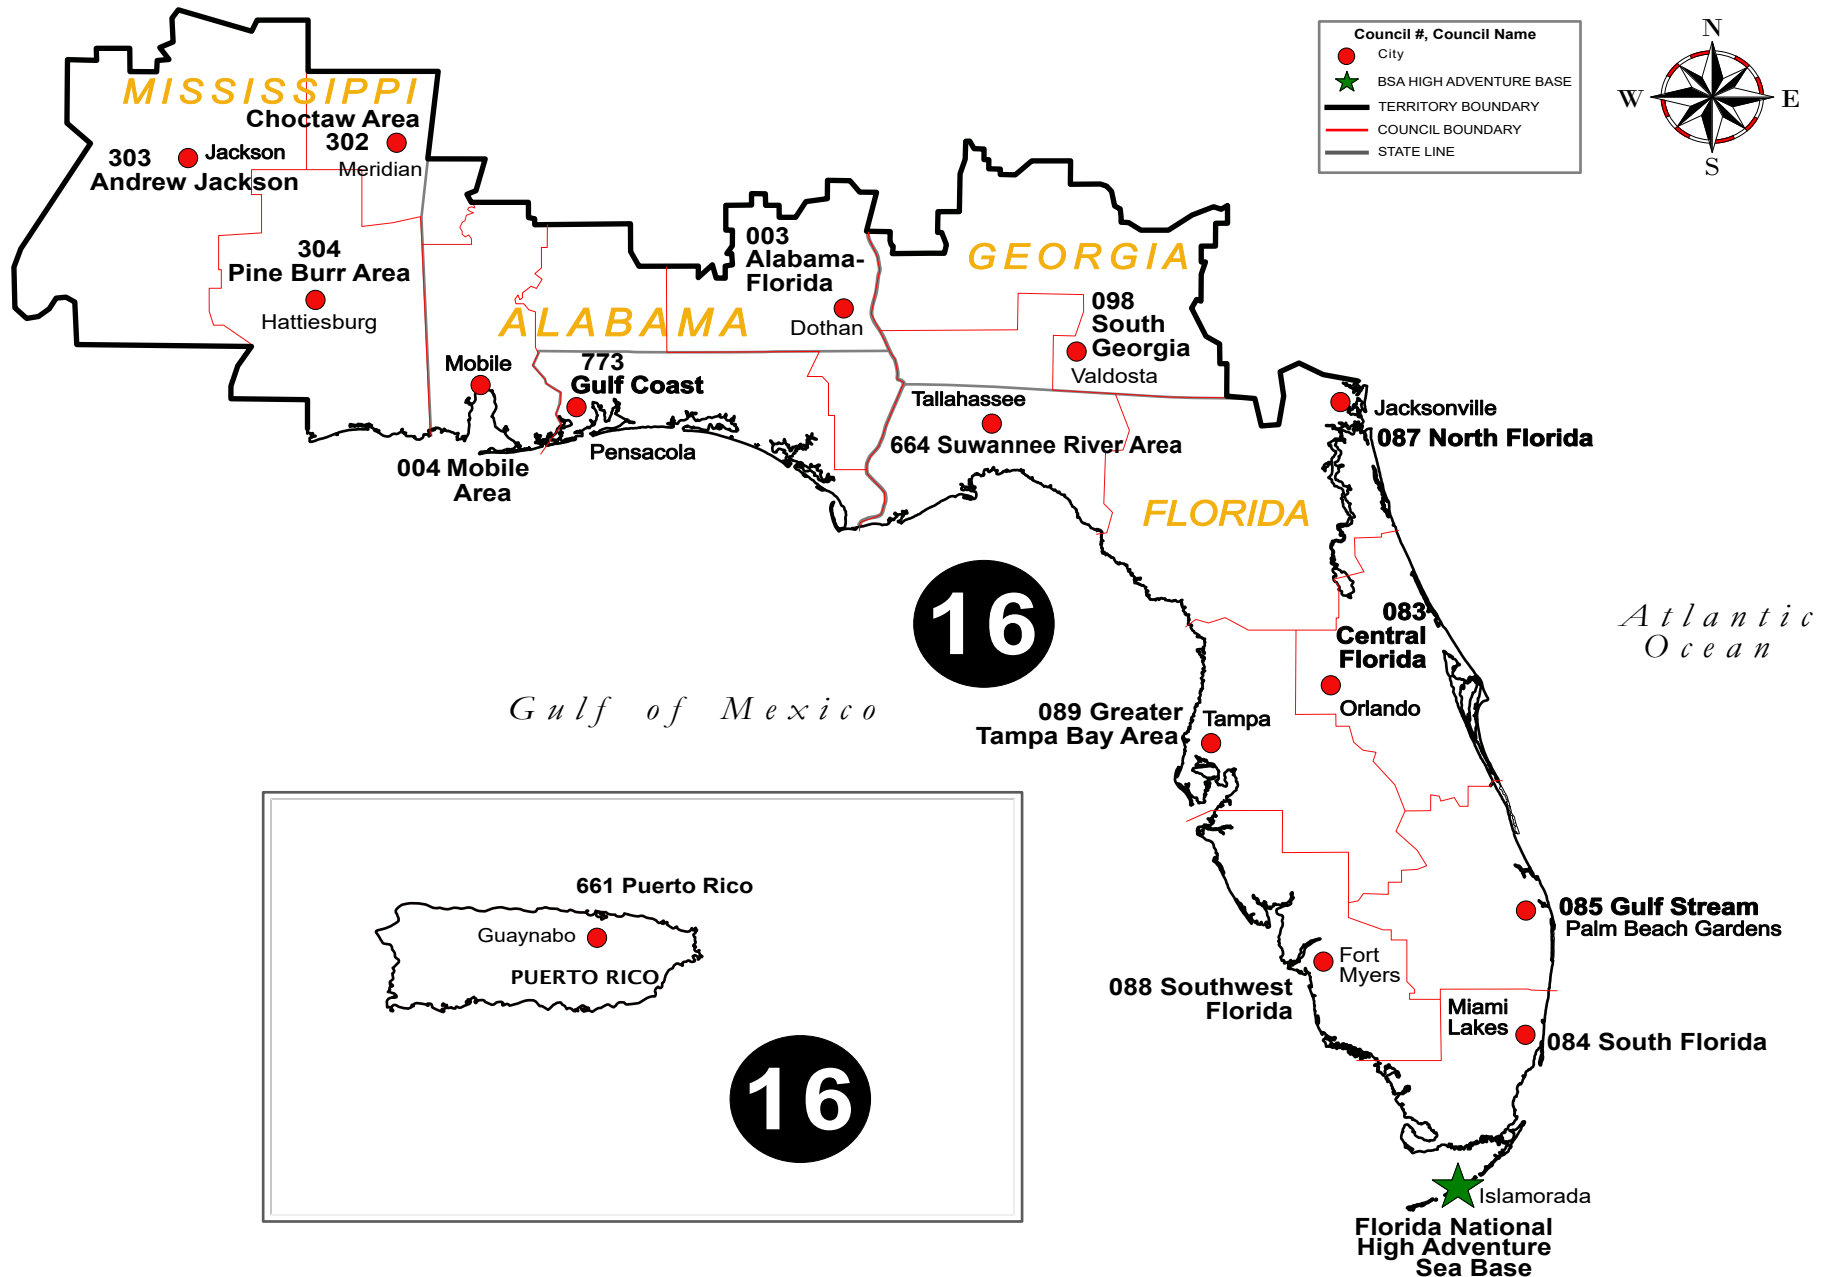 Council #, Council Name
City
BSA HIGH ADVENTURE BASE
TERRITORY BOUNDARY
COUNCIL BOUNDARY
STATE LINE
N
W
E
S
MISSISSIPPI
Choctaw Area
302
Meridian
303
Jackson
Andrew Jackson
304
Pine Burr Area
Hattiesburg
ALABAMA
003
Alabama-
Florida
Dothan
GEORGIA
098
South
Georgia
Valdosta
Mobile
004 Mobile
Area
773
Gulf Coast
Pensacola
Tallahassee
664 Suwannee River Area
Jacksonville
087 North Florida
FLORIDA
16
083
Central
Florida
Orlando
Atlantic
Ocean
Gulf of Mexico
089 Greater
Tampa Bay Area
Tampa
085 Gulf Stream
Palm Beach Gardens
Fort
Myers
088 Southwest
Florida
Miami
Lakes
084 South Florida
Islamorada
Florida National
High Adventure
Sea Base
661 Puerto Rico
Guaynabo
PUERTO RICO
16